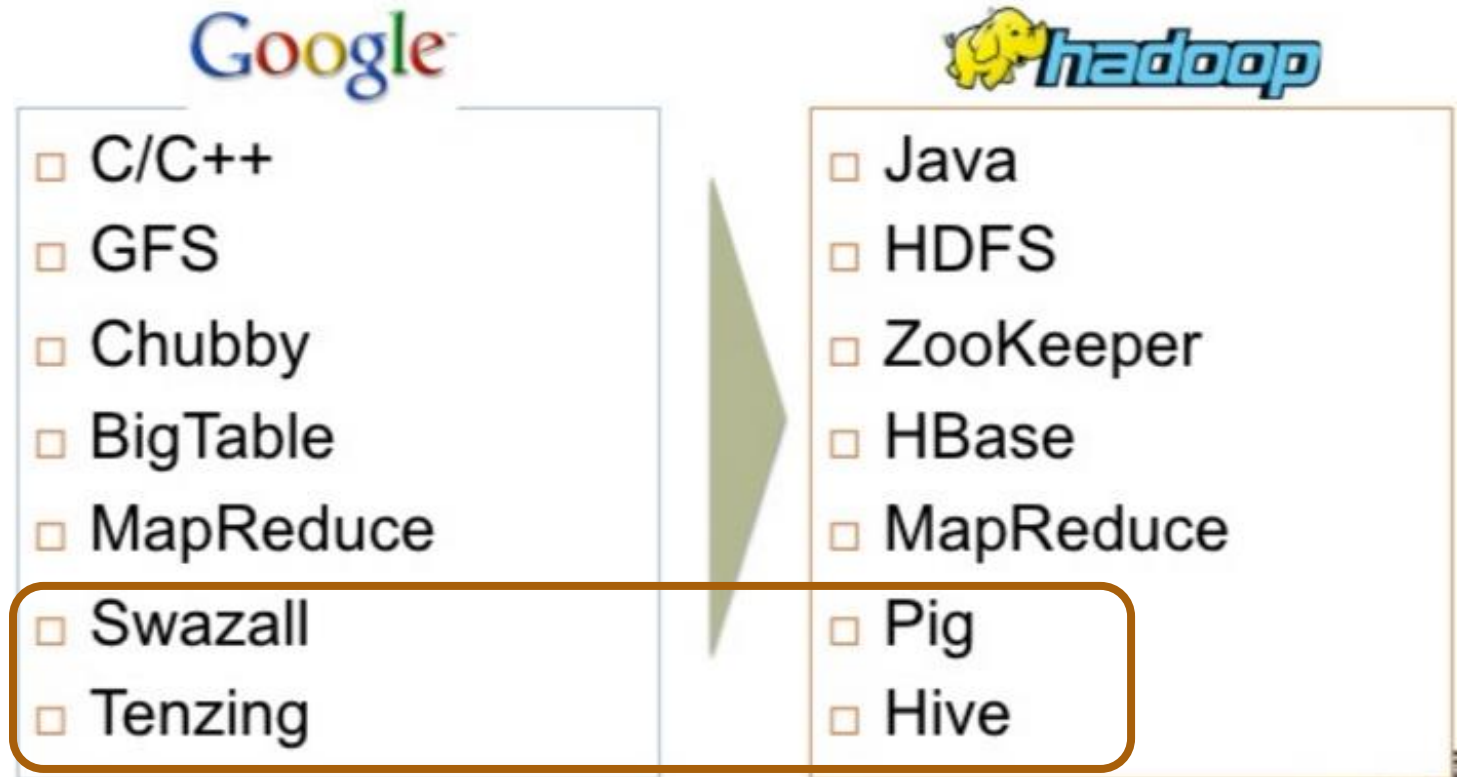 Google
C/C++
GFS
Chubby
BigTable
MapReduce
Swazall
Tenzing
hadoop
Java
HDFS
ZooKeeper
HBase
MapReduce
Pig
Hive